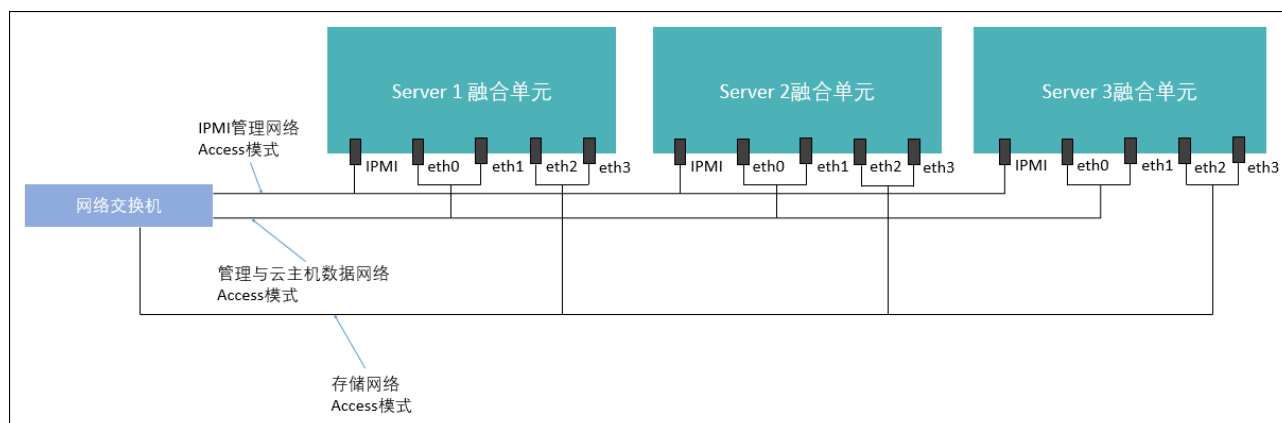 Server 1 融合单元
Server 2融合单元
Server 3融合单元
IPMI管理网络
Access模式
IPMI
eth0
eth1
eth2
eth3
IPMI
eth0
eth1
eth2
eth3
IPMI
eth0
eth1
eth2
eth3
网络交换机
管理与云主机数据网络
Access模式
存储网络
Access模式